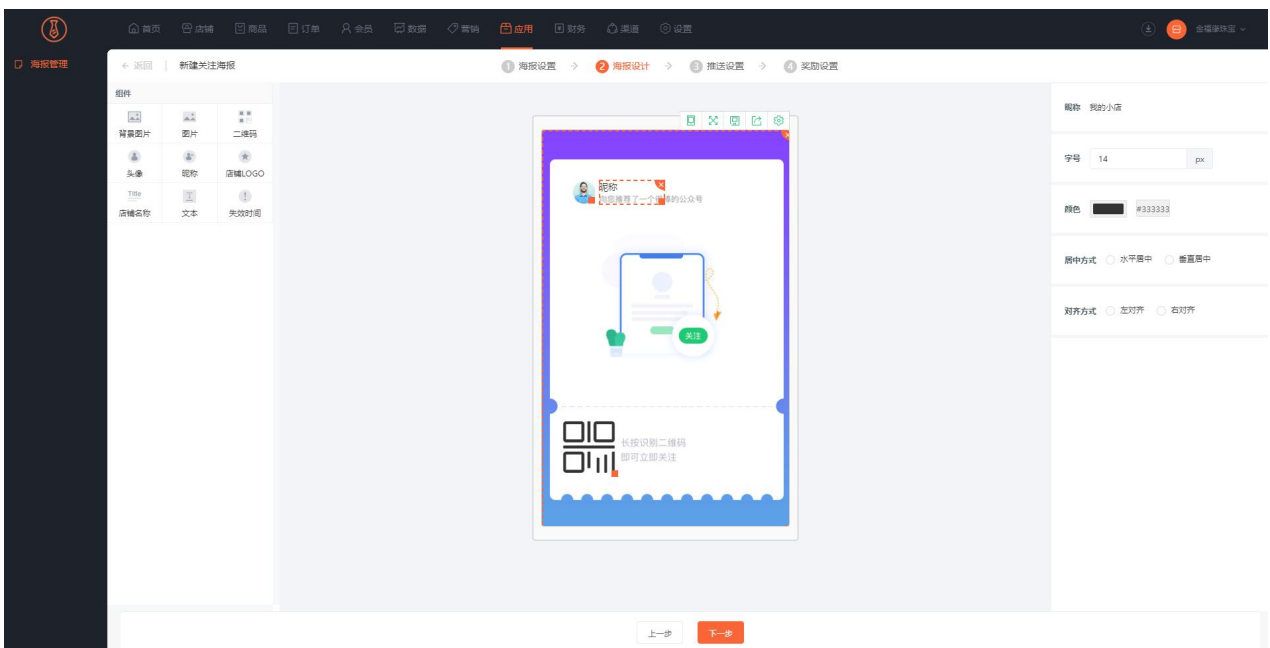 首页 店铺 商品 订单 会员 数据 营销 应用 财务 渠道 设置
海报管理
← 返回 新建关注海报
1 海报设置 → 2 海报设计 → 3 推送设置 → 4 奖励设置
组件
背景图片 图片 二维码
头像 昵称 店铺LOGO
Title
店铺名称 文本 失效时间
昵称
的公众号
关注
长按识别二维码
即可立即关注
昵称 我的小店
字号 14 px
颜色 #333333
居中方式 水平居中 垂直居中
对齐方式 左对齐 右对齐
上一步 下一步